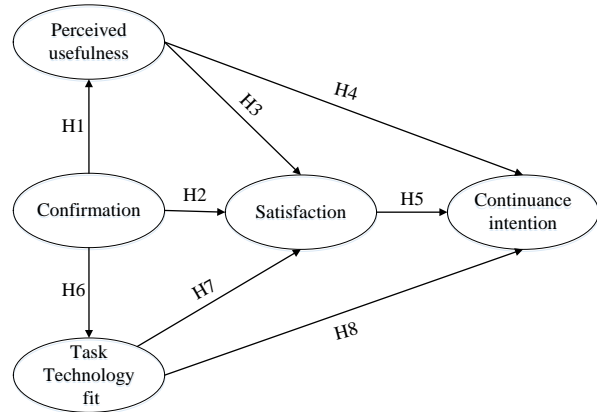 Perceived
usefulness
H4
H3
H1
H2
H5
Confirmation
Satisfaction
Continuance
intention
H6
H7
H8
Task
Technology
fit